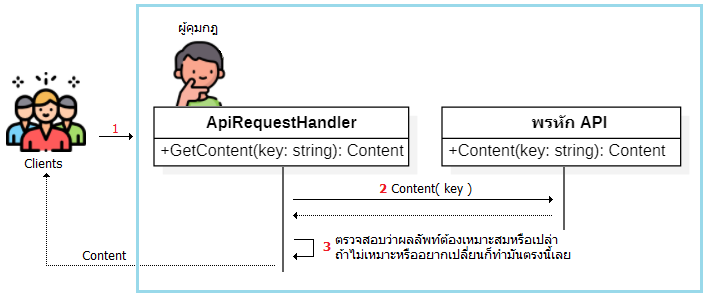 ผู้คุมกฎ
ApiRequestHandler
+GetContent(key: string): Content
พรหัก API
+Content(key: string): Content
1
Clients
2 Content( key )
3 ตรวจสอบว่าผลลัพท์ต้องเหมาะสมหรือเปล่า
ถ้าไม่เหมาะหรืออยากเปลี่ยนก็ทำมันตรงนี้เลย
Content